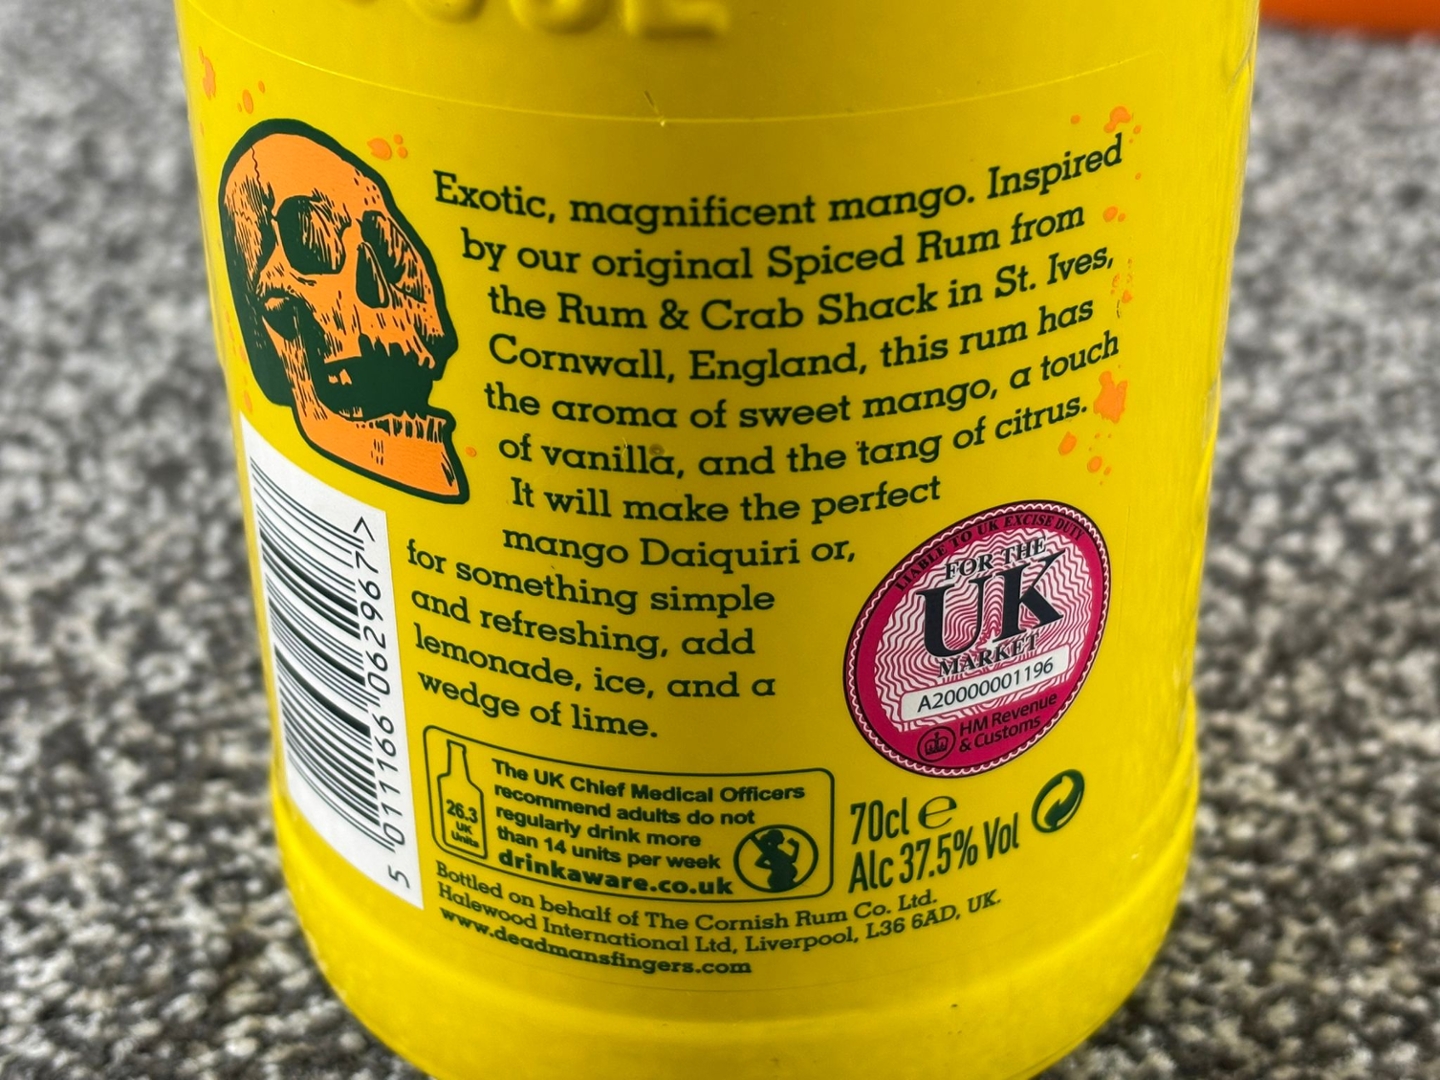 Exotic, magnificent mango. Inspired
by our original Spiced Rum from
the Rum & Crab Shack in St. Ives,
Cornwall, England, this rum has
the aroma of sweet mango, a touch
of vanilla, and the tang of citrus.
It will make the perfect
mango Daiquiri or,
for something simple
and refreshing, add
lemonade, ice, and a
wedge of lime.
LIABLE TO UK EXCISE DUTY
FOR THE
UK
MARKET
A20000001196
HM Revenue
& Customs
5 011166 062967 >
26.3
UK
Units
The UK Chief Medical Officers
recommend adults do not
regularly drink more
than 14 units per week
drinkaware.co.uk
70cl e
Alc 37.5% Vol
Bottled on behalf of The Cornish Rum Co. Ltd.
Halewood International Ltd, Liverpool, L36 6AD, UK.
www.deadmansfingers.com